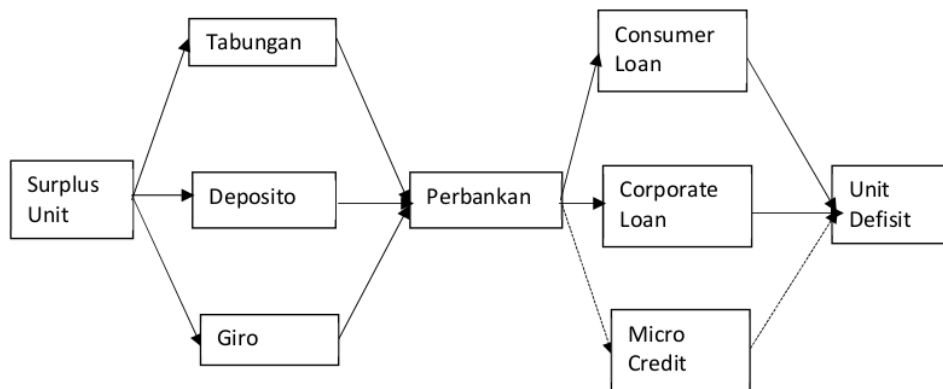 Surplus
Unit
Tabungan
Deposito
Giro
Perbankan
Consumer
Loan
Corporate
Loan
Micro
Credit
Unit
Defisit